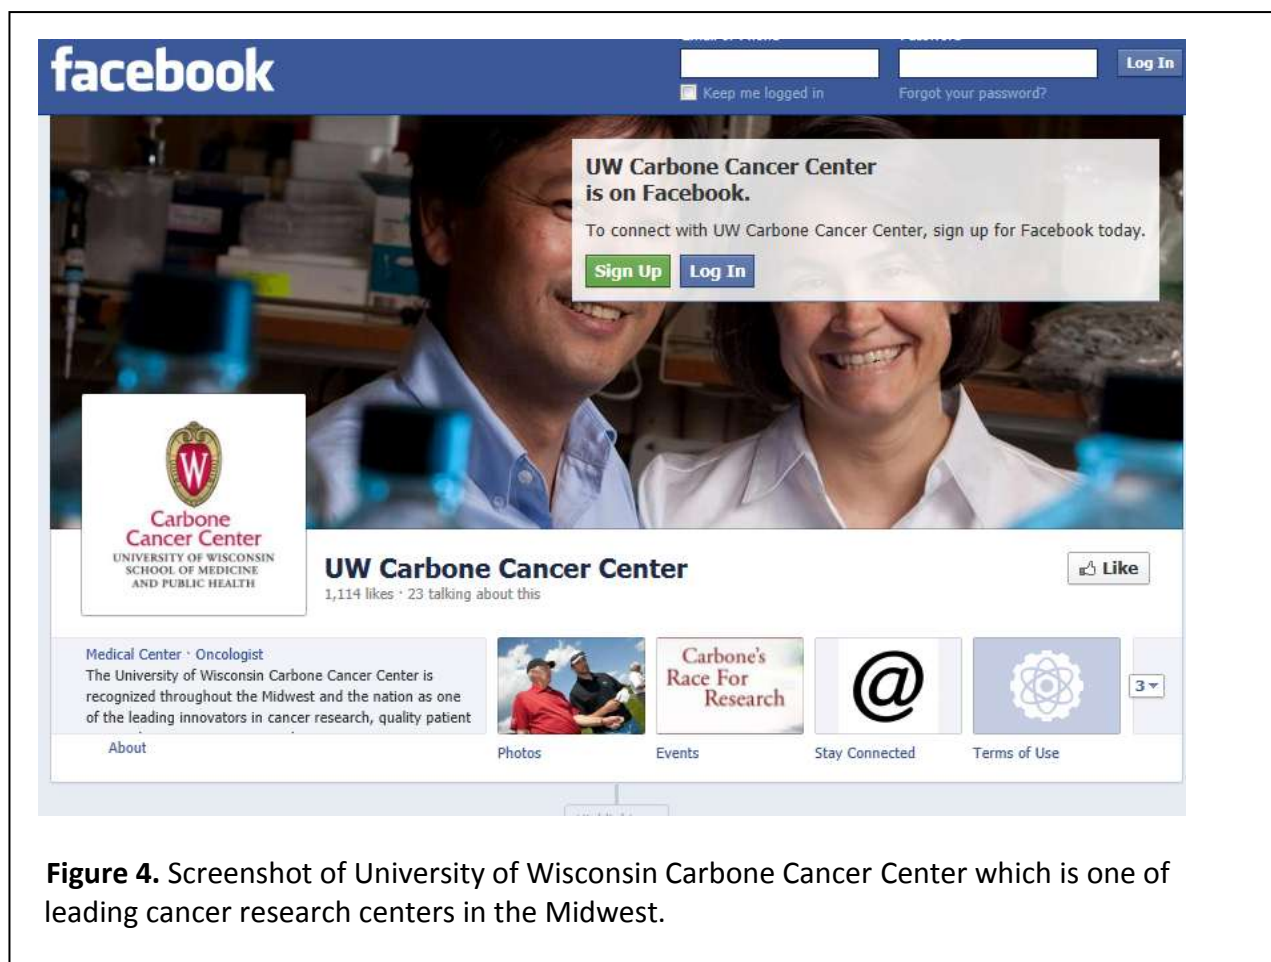 facebook
Log In
Keep me logged in
Forgot your password?
UW Carbone Cancer Center
is on Facebook.
To connect with UW Carbone Cancer Center, sign up for Facebook today.
Sign Up
Log In
W
Carbone
Cancer Center
UNIVERSITY OF WISCONSIN
SCHOOL OF MEDICINE
AND PUBLIC HEALTH
UW Carbone Cancer Center
1,114 likes · 23 talking about this
Like
Medical Center · Oncologist
The University of Wisconsin Carbone Cancer Center is
recognized throughout the Midwest and the nation as one
of the leading innovators in cancer research, quality patient
About
Photos
Carbone's
Race For
Research
Events
@
Stay Connected
Terms of Use
3
Figure 4. Screenshot of University of Wisconsin Carbone Cancer Center which is one of
leading cancer research centers in the Midwest.